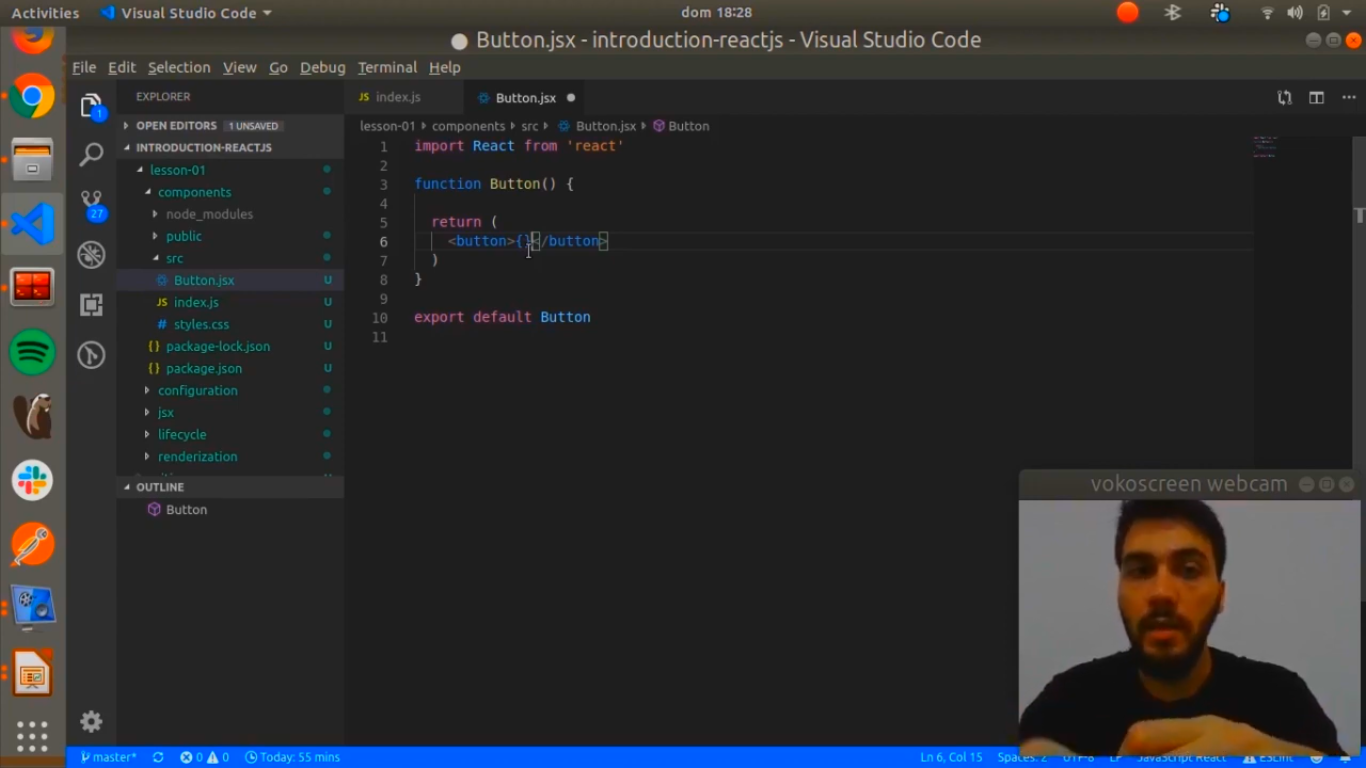 Activities
Visual Studio Code
dom 18:28
Button.jsx - introduction-reactjs - Visual Studio Code
File Edit Selection View Go Debug Terminal Help
EXPLORER
OPEN EDITORS 1 UNSAVED
INTRODUCTION-REACTJS
lesson-01
components
node_modules
public
src
Button.jsx U
JS index.js U
# styles.css U
{} package-lock.json U
{} package.json U
configuration
jsx
lifecycle
renderization
OUTLINE
Button
1
27
JS index.js
Button.jsx
lesson-01 components src Button.jsx Button
1 import React from 'react'
2
3 function Button() {
4
5 return (
6 <button>{}</button>
7 )
8 }
9
10 export default Button
11
vokoscreen webcam
master* 0 0 Today: 55 mins
Ln 6, Col 15 Spaces: 2 UTF-8 LF JavaScript React ESLint